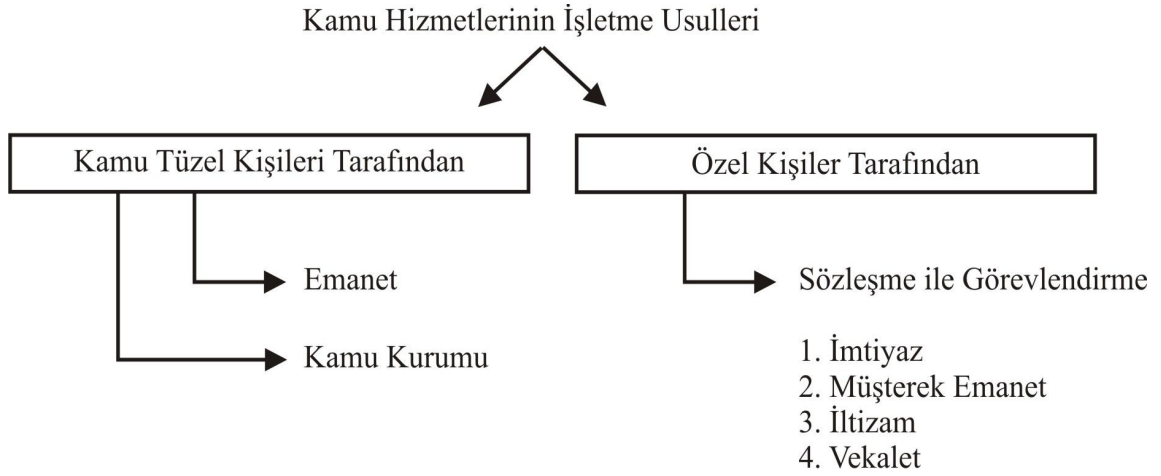 Kamu Hizmetlerinin İşletme Usulleri
Kamu Tüzel Kişileri Tarafından
Emanet
Kamu Kurumu
Özel Kişiler Tarafından
Sözleşme ile Görevlendirme
1. İmtiyaz
2. Müşterek Emanet
3. İltizam
4. Vekalet